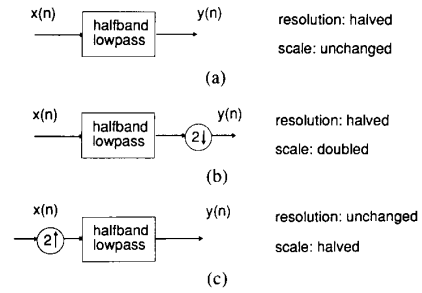 x(n)
y(n)
halfband
lowpass
resolution: halved
scale: unchanged
(a)
x(n)
y(n)
halfband
lowpass
2↓
resolution: halved
scale: doubled
(b)
x(n)
y(n)
2↑
halfband
lowpass
resolution: unchanged
scale: halved
(c)